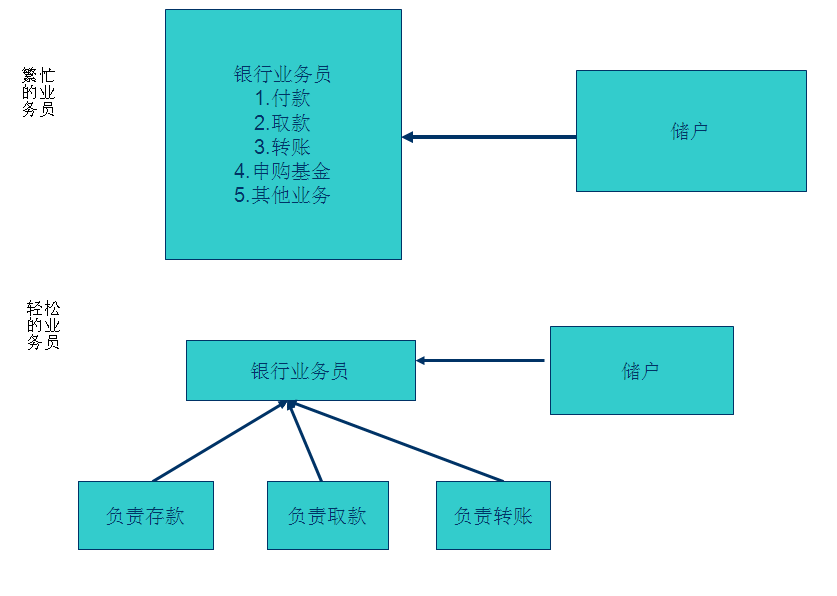 繁忙
的业
务员
银行业务员
1.付款
2.取款
3.转账
4.申购基金
5.其他业务
储户
轻松
的业
务员
银行业务员
储户
负责存款
负责取款
负责转账